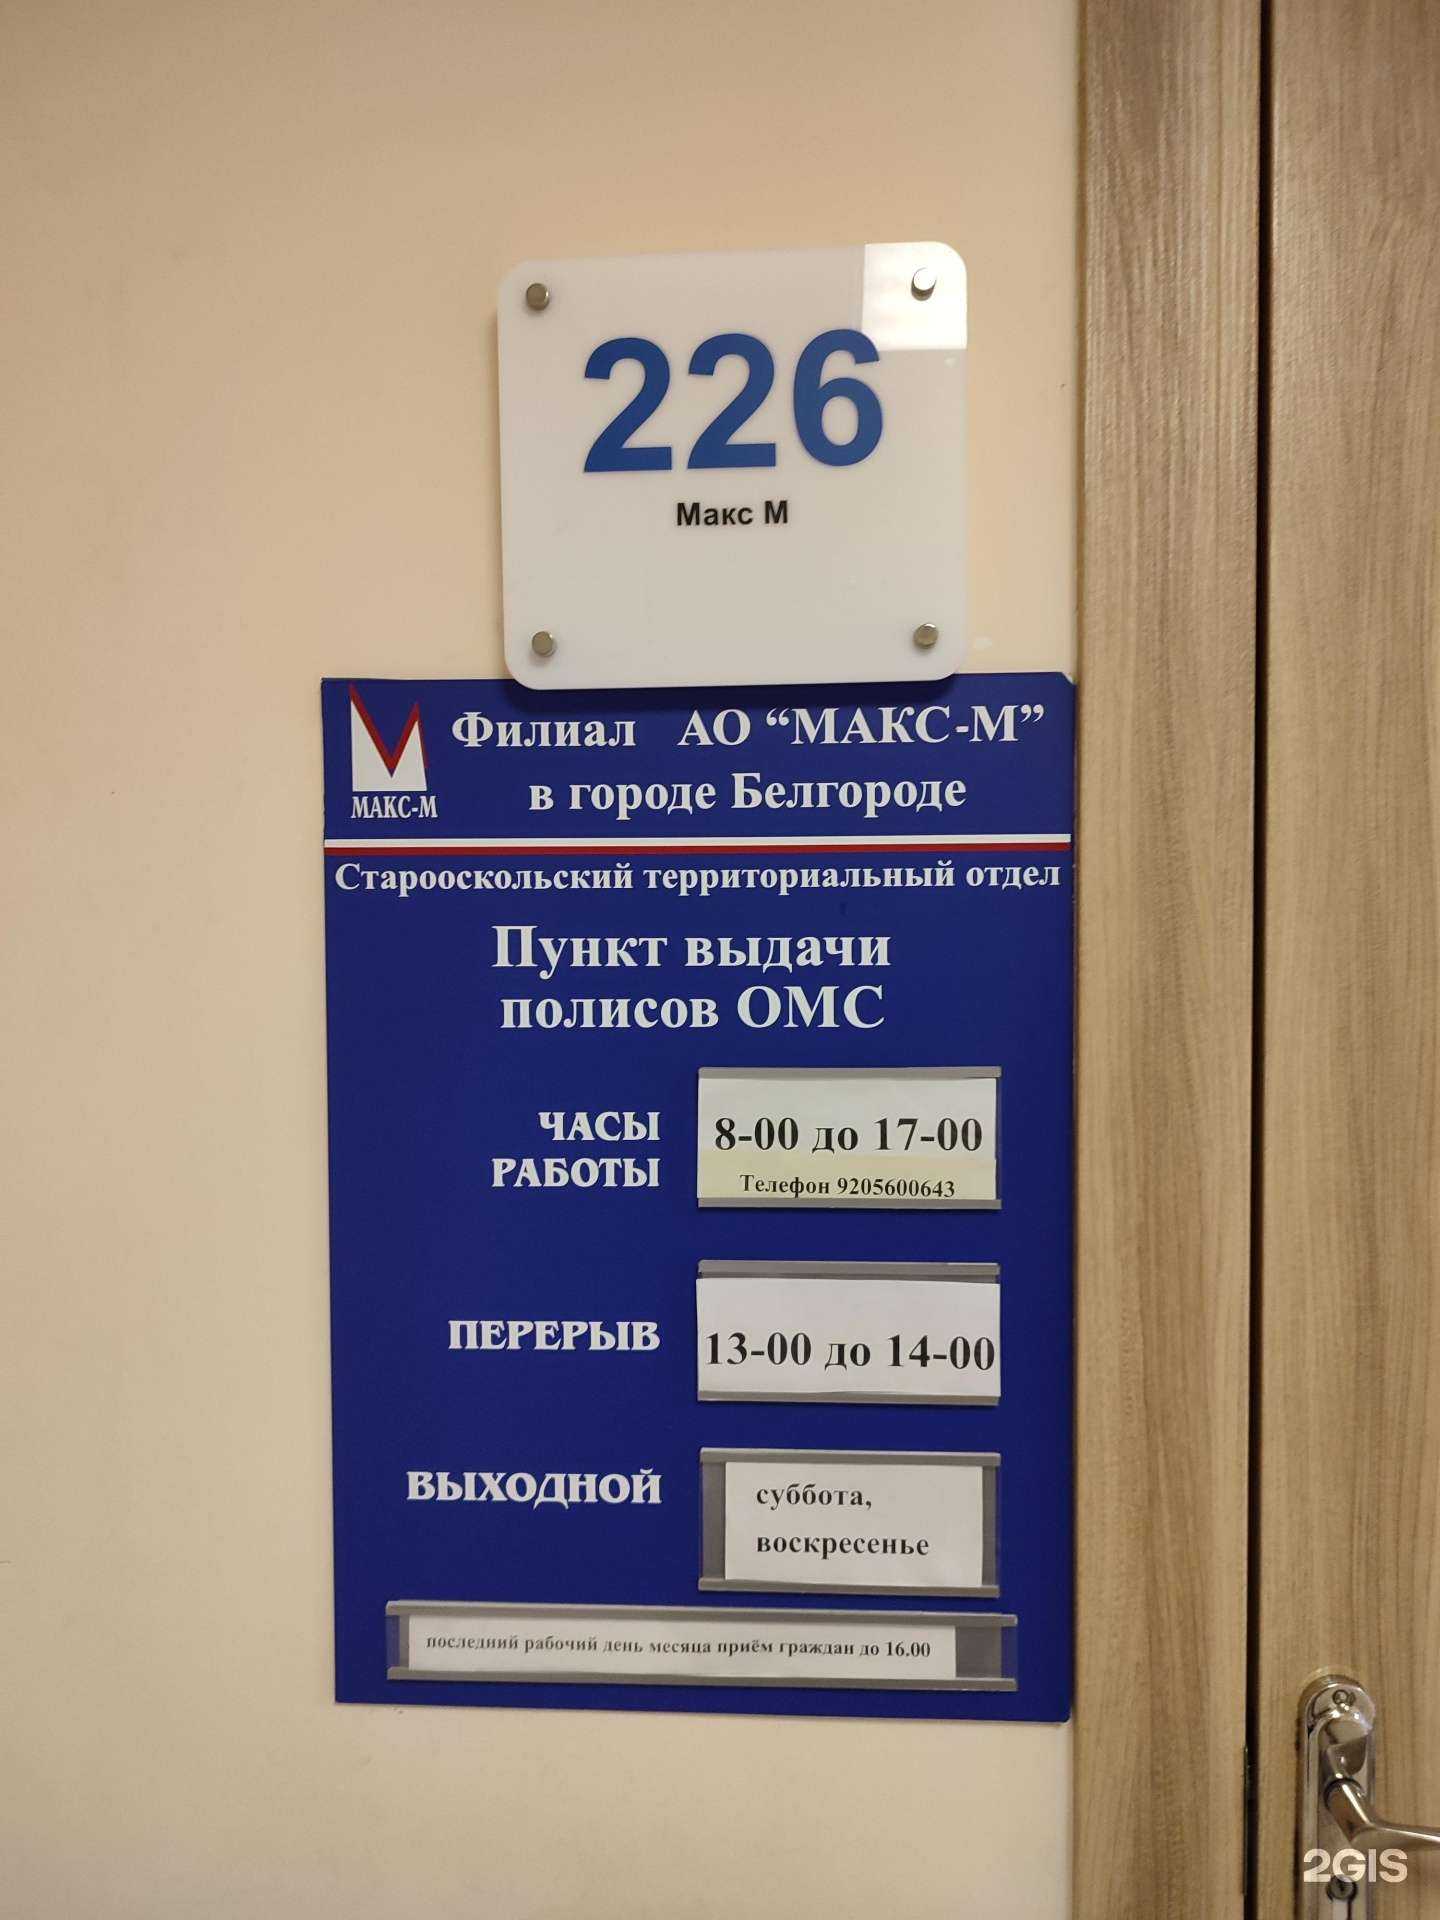 226
Макс М
МАКС-М
Филиал АО “МАКС-М”
в городе Белгороде
Старооскольский территориальный отдел
Пункт выдачи
полисов ОМС
ЧАСЫ
РАБОТЫ
8-00 до 17-00
Телефон 9205600643
ПЕРЕРЫВ
13-00 до 14-00
ВЫХОДНОЙ
суббота,
воскресенье
последний рабочий день месяца приём граждан до 16.00
2GIS